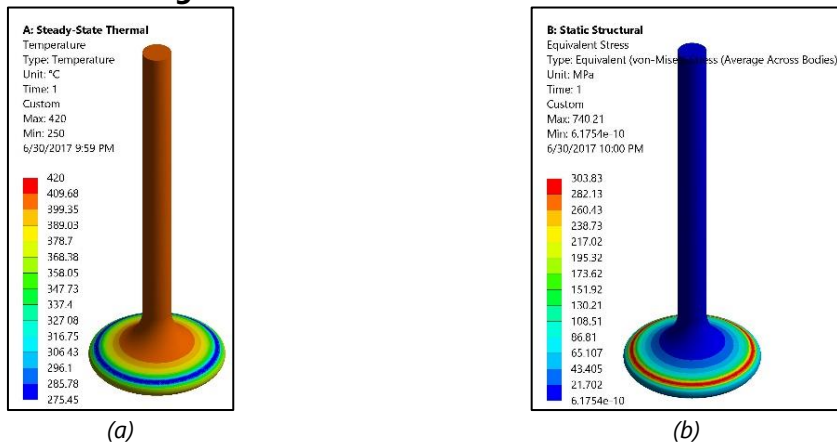 A: Steady-State Thermal
Temperature
Type: Temperature
Unit: °C
Time: 1
Custom
Max: 420
Min: 250
6/30/2017 9:59 PM
420
409.68
399.35
389.03
378.7
368.38
358.05
347.73
337.4
327.08
316.75
306.43
296.1
285.78
275.45
(a)
B: Static Structural
Equivalent Stress
Type: Equivalent (von-Mises) Stress (Average Across Bodies)
Unit: MPa
Time: 1
Custom
Max: 740.21
Min: 6.1754e-10
6/30/2017 10:00 PM
303.83
282.13
260.43
238.73
217.02
195.32
173.62
151.92
130.21
108.51
86.81
65.107
43.405
21.702
6.1754e-10
(b)